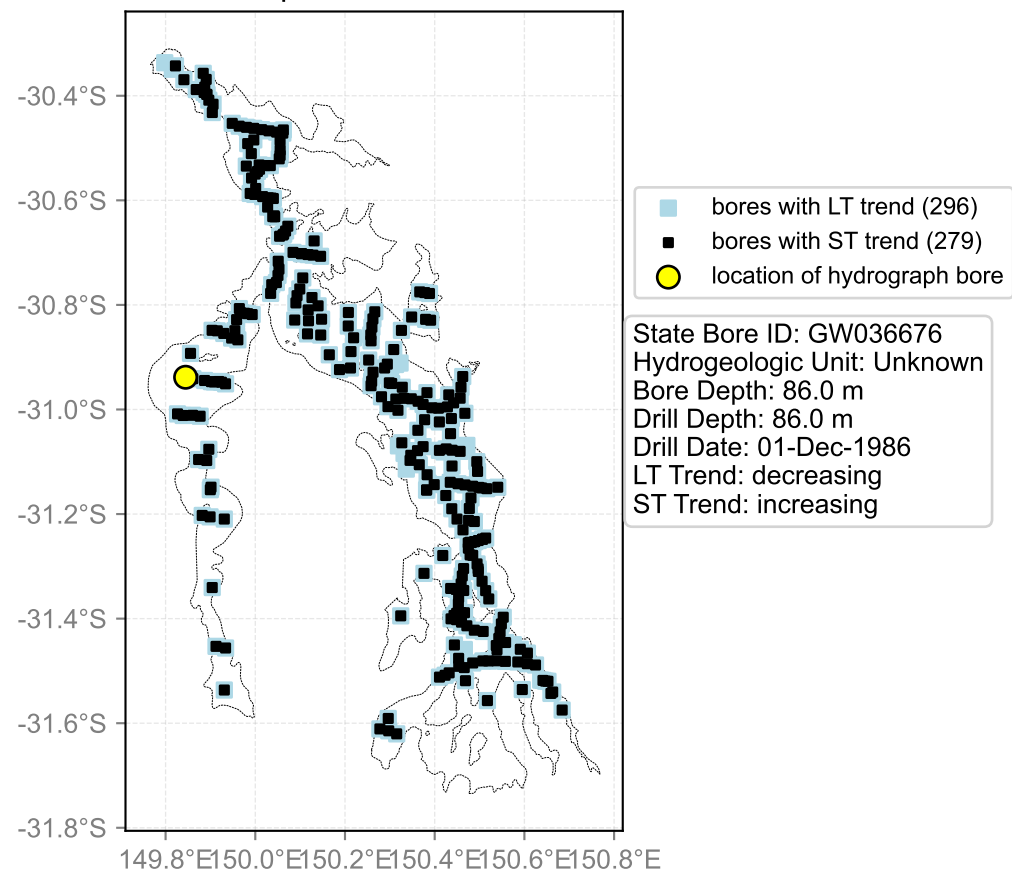 -30.4°S
-30.6°S
-30.8°S
-31.0°S
-31.2°S
-31.4°S
-31.6°S
-31.8°S
149.8°E150.0°E150.2°E150.4°E150.6°E150.8°E
bores with LT trend (296)
bores with ST trend (279)
location of hydrograph bore
State Bore ID: GW036676
Hydrogeologic Unit: Unknown
Bore Depth: 86.0 m
Drill Depth: 86.0 m
Drill Date: 01-Dec-1986
LT Trend: decreasing
ST Trend: increasing